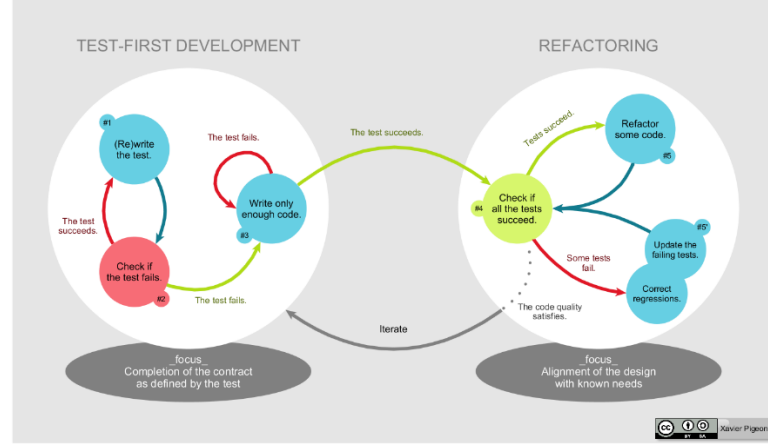 TEST-FIRST DEVELOPMENT
REFACTORING
#1
(Re)write
the test.
The test
succeeds.
Check if
the test fails.
#2
The test fails.
The test fails.
Write only
enough code.
#3
The test succeeds.
Tests succeed.
Refactor
some code.
#5
Check if
all the tests
succeed.
#4
#5'
Update the
failing tests.
Some tests
fail.
Correct
regressions.
The code quality
satisfies.
Iterate
_focus_
Completion of the contract
as defined by the test
_focus_
Alignment of the design
with known needs
cc
BY SA
Xavier Pigeon